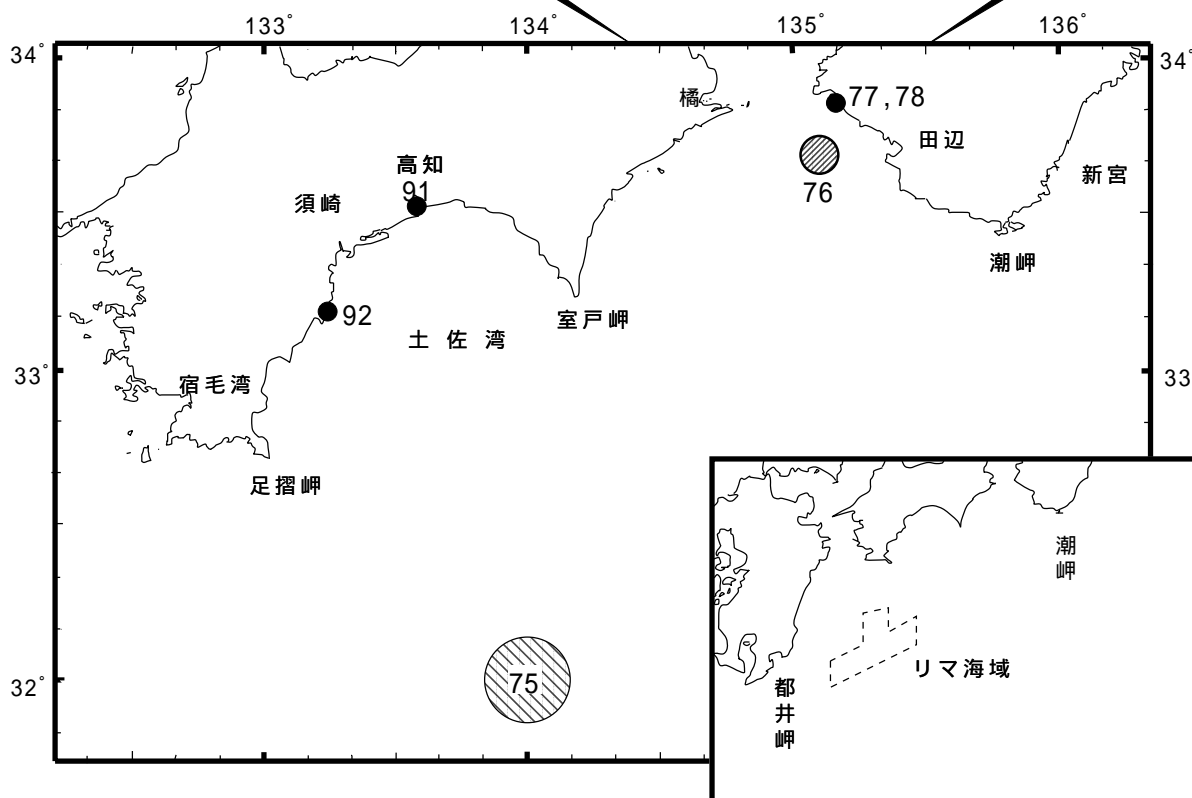 133° 134° 135° 136°
34° 34°
橘
77,78
高知
田辺
91
新宮
76
須崎
潮岬
92
室戸岬
土佐湾
33° 33
宿毛湾
足摺岬
潮岬
リマ海域
75
32°
都井岬